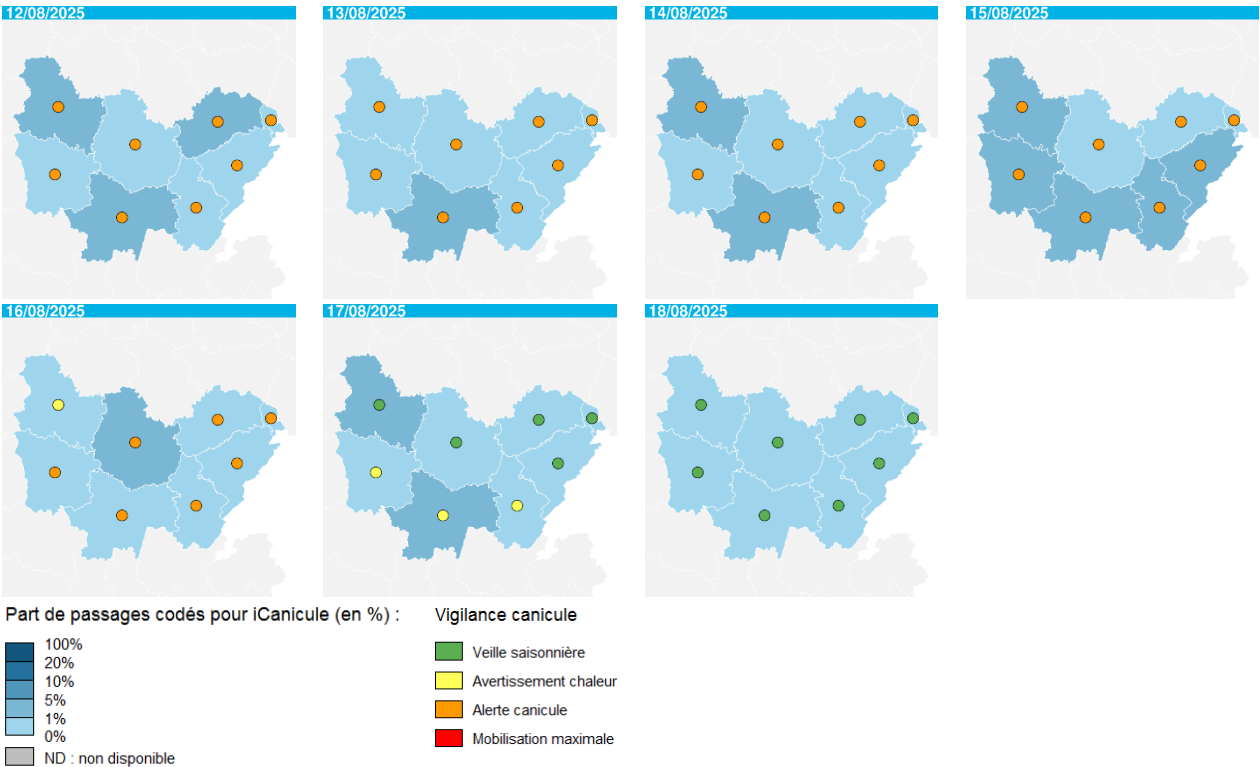 12/08/2025
13/08/2025
14/08/2025
15/08/2025
16/08/2025
17/08/2025
18/08/2025
Part de passages codés pour iCanicule (en %) :
100%
20%
10%
5%
1%
0%
ND : non disponible
Vigilance canicule
Veille saisonnière
Avertissement chaleur
Alerte canicule
Mobilisation maximale